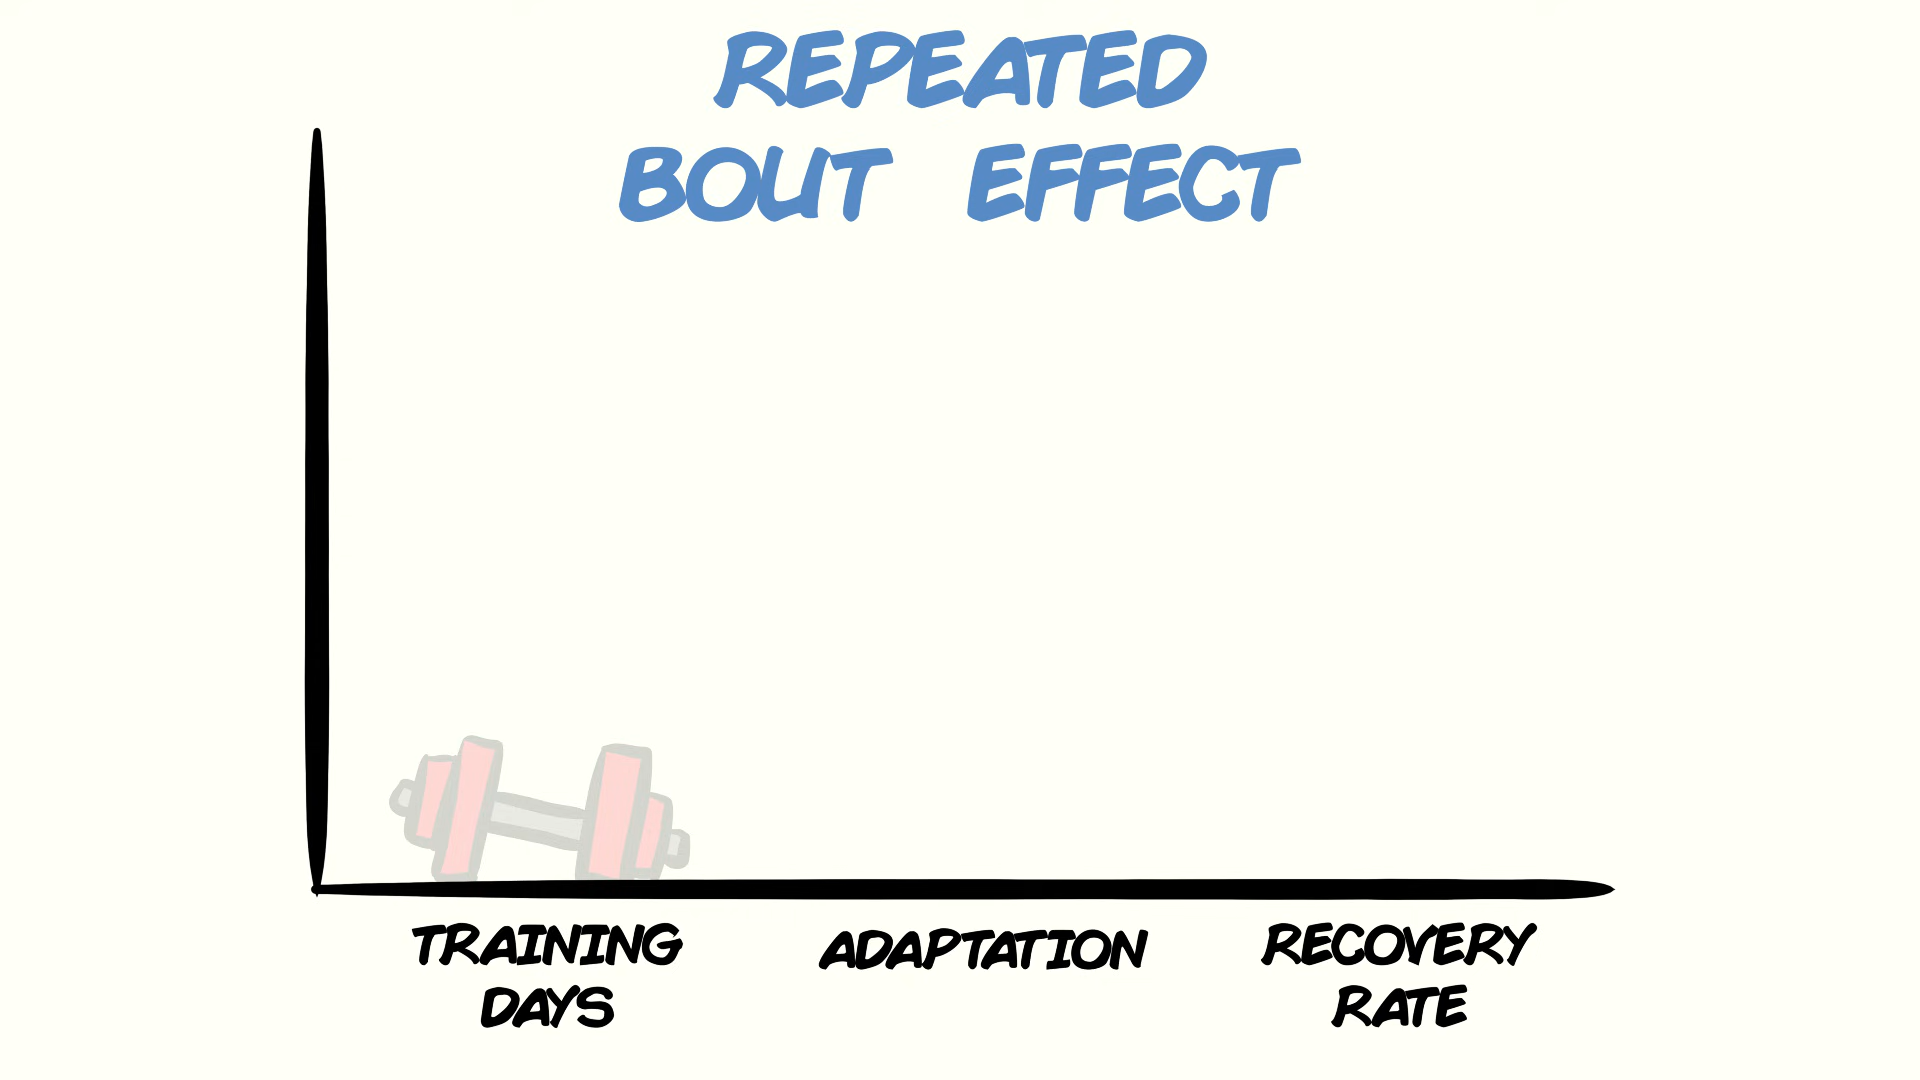 REPEATED
BOUT EFFECT
TRAINING
DAYS
ADAPTATION
RECOVERY
RATE